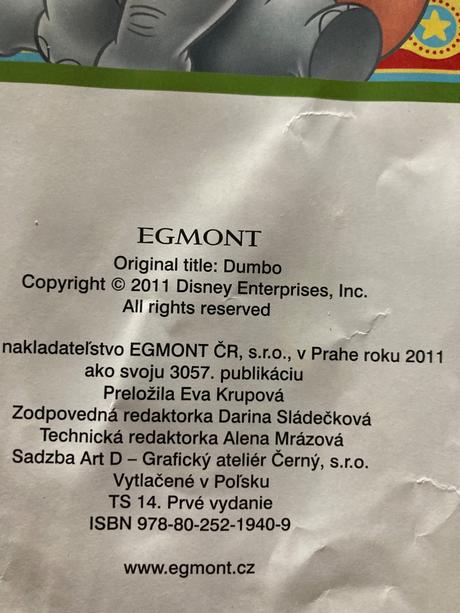 EGMONT
Original title: Dumbo
Copyright © 2011 Disney Enterprises, Inc.
All rights reserved
nakladateľstvo EGMONT ČR, s.r.o., v Prahe roku 2011
ako svoju 3057. publikáciu
Preložila Eva Krupová
Zodpovedná redaktorka Darina Sládečková
Technická redaktorka Alena Mrázová
Sadzba Art D – Grafický ateliér Černý, s.r.o.
Vytlačené v Poľsku
TS 14. Prvé vydanie
ISBN 978-80-252-1940-9
www.egmont.cz